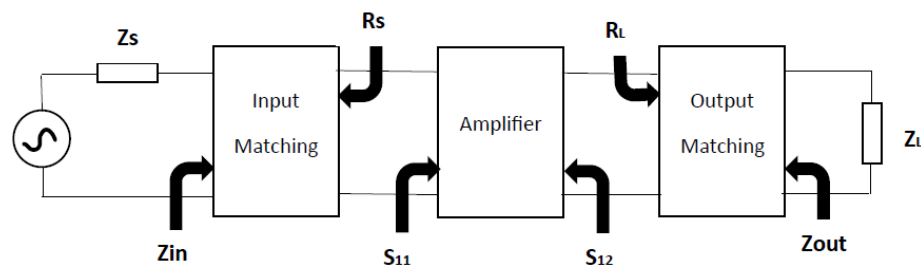 Zs
Rs
RL
Input
Matching
Amplifier
Output
Matching
ZL
Zin
S11
S12
Zout